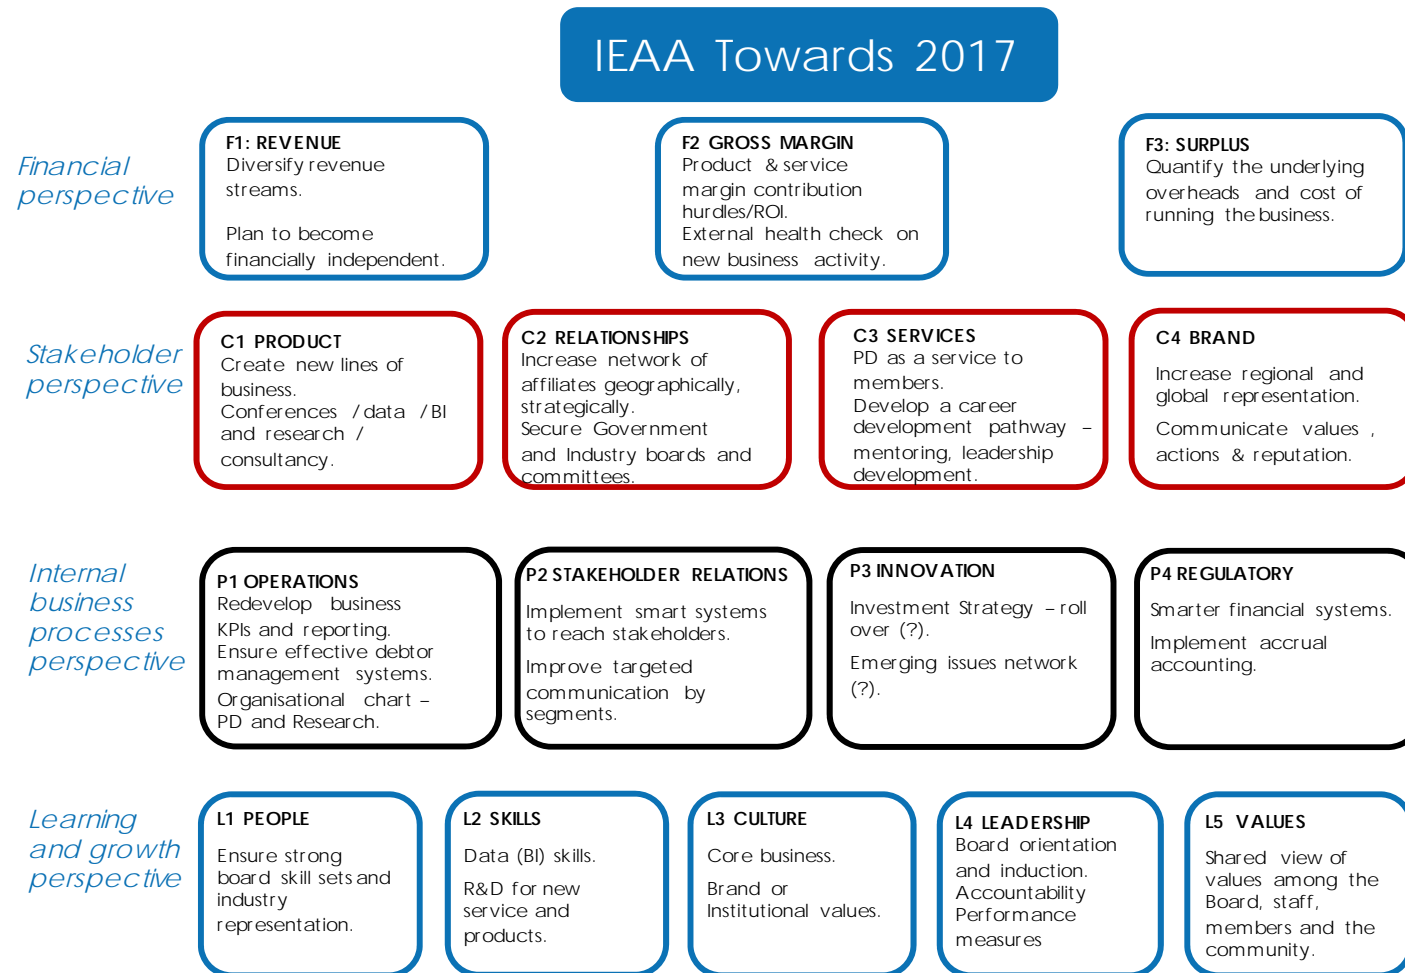 IEAA Towards 2017
Financial
perspective
F1: REVENUE
Diversify revenue
streams.
Plan to become
financially independent.
F2 GROSS MARGIN
Product & service
margin contribution
hurdles/ROI.
External health check on
new business activity.
F3: SURPLUS
Quantify the underlying
overheads and cost of
running the business.
Stakeholder
perspective
C1 PRODUCT
Create new lines of
business.
Conferences / data / BI
and research /
consultancy.
C2 RELATIONSHIPS
Increase network of
affiliates geographically,
strategically.
Secure Government
and Industry boards and
committees.
C3 SERVICES
PD as a service to
members.
Develop a career
development pathway –
mentoring, leadership
development.
C4 BRAND
Increase regional and
global representation.
Communicate values ,
actions & reputation.
Internal
business
processes
perspective
P1 OPERATIONS
Redevelop business
KPIs and reporting.
Ensure effective debtor
management systems.
Organisational chart –
PD and Research.
P2 STAKEHOLDER RELATIONS
Implement smart systems
to reach stakeholders.
Improve targeted
communication by
segments.
P3 INNOVATION
Investment Strategy – roll
over (?).
Emerging issues network
(?).
P4 REGULATORY
Smarter financial systems.
Implement accrual
accounting.
Learning
and growth
perspective
L1 PEOPLE
Ensure strong
board skill sets and
industry
representation.
L2 SKILLS
Data (BI) skills.
R&D for new
service and
products.
L3 CULTURE
Core business.
Brand or
Institutional values.
L4 LEADERSHIP
Board orientation
and induction.
Accountability
Performance
measures
L5 VALUES
Shared view of
values among the
Board, staff,
members and the
community.